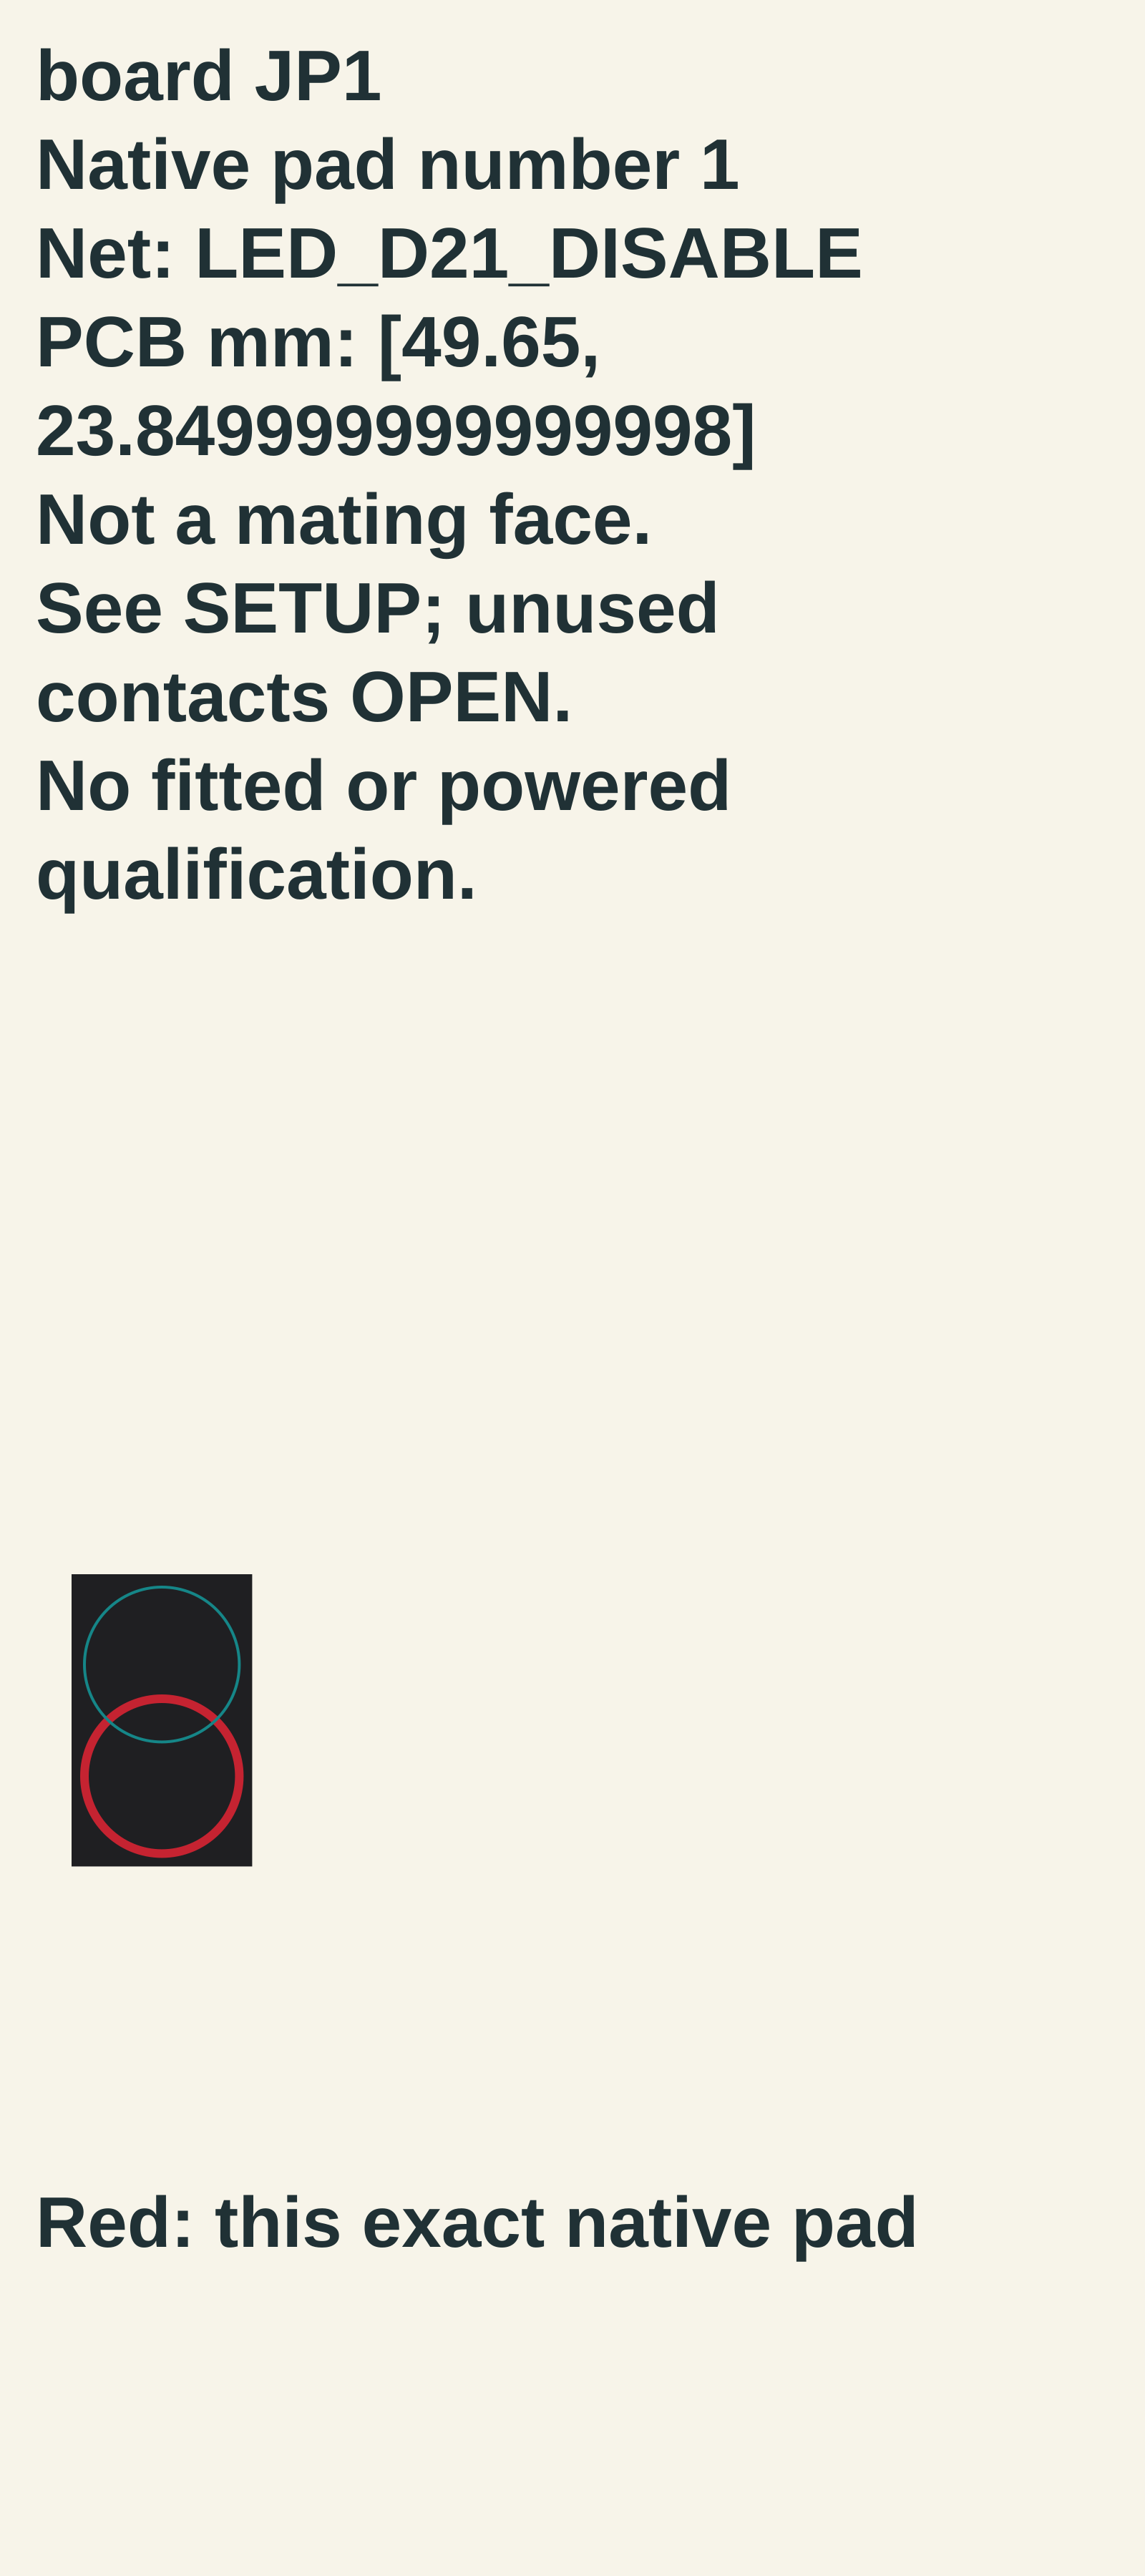 board JP1
Native pad number 1
Net: LED_D21_DISABLE
PCB mm: [49.65,
23.849999999999998]
Not a mating face.
See SETUP; unused
contacts OPEN.
No fitted or powered
qualification.
Red: this exact native pad